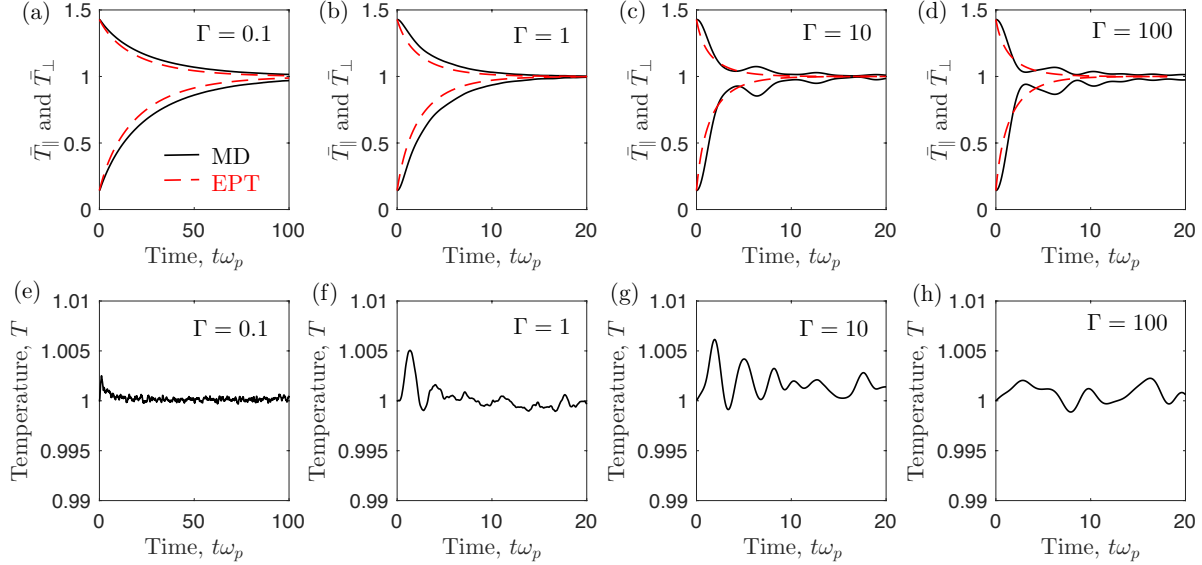 (a)
1.5
1
0.5
0
T̄∥ and T̄⊥
Γ = 0.1
MD
EPT
0 50 100
Time, tωp
(b)
1.5
1
0.5
0
T̄∥ and T̄⊥
Γ = 1
0 10 20
Time, tωp
(c)
1.5
1
0.5
0
T̄∥ and T̄⊥
Γ = 10
0 10 20
Time, tωp
(d)
1.5
1
0.5
0
T̄∥ and T̄⊥
Γ = 100
0 10 20
Time, tωp
(e)
1.01
1.005
1
0.995
0.99
Temperature, T
Γ = 0.1
0 50 100
Time, tωp
(f)
1.01
1.005
1
0.995
0.99
Temperature, T
Γ = 1
0 10 20
Time, tωp
(g)
1.01
1.005
1
0.995
0.99
Temperature, T
Γ = 10
0 10 20
Time, tωp
(h)
1.01
1.005
1
0.995
0.99
Temperature, T
Γ = 100
0 10 20
Time, tωp